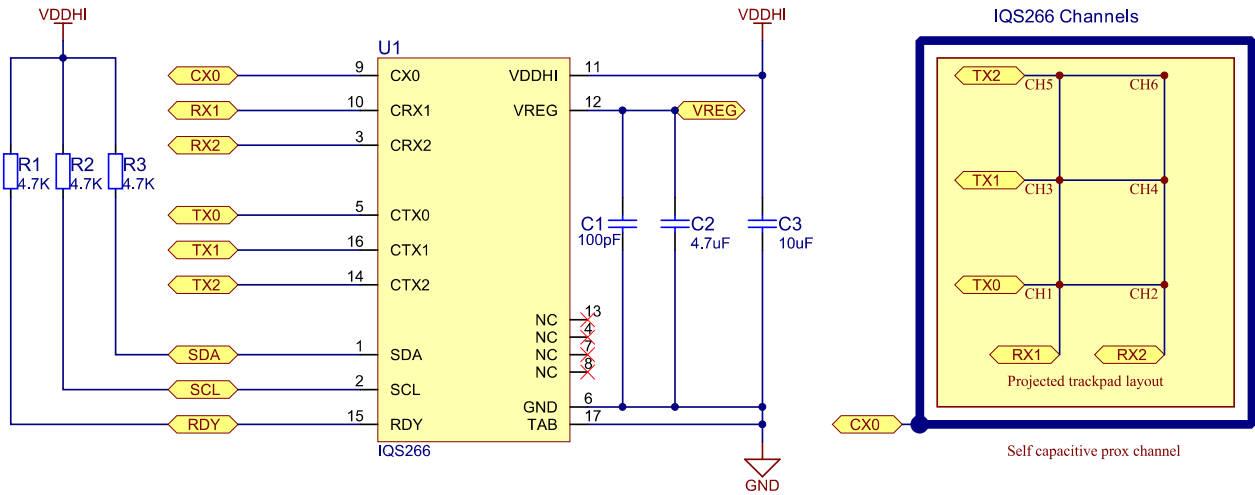 VDDHI
VDDHI
IQS266 Channels
U1
CX0 9 CX0 VDDHI 11
RX1 10 CRX1 VREG 12 VREG
RX2 3 CRX2
R1 R2 R3
4.7K 4.7K 4.7K
TX0 5 CTX0
TX1 16 CTX1
TX2 14 CTX2
C1 C2 C3
100pF 4.7uF 10uF
NC 13
NC 4
NC 7
NC 8
SDA 1 SDA
SCL 2 SCL
GND 6
RDY 15 RDY TAB 17
IQS266
GND
TX2 CH5 CH6
TX1 CH3 CH4
TX0 CH1 CH2
RX1 RX2
Projected trackpad layout
CX0
Self capacitive prox channel